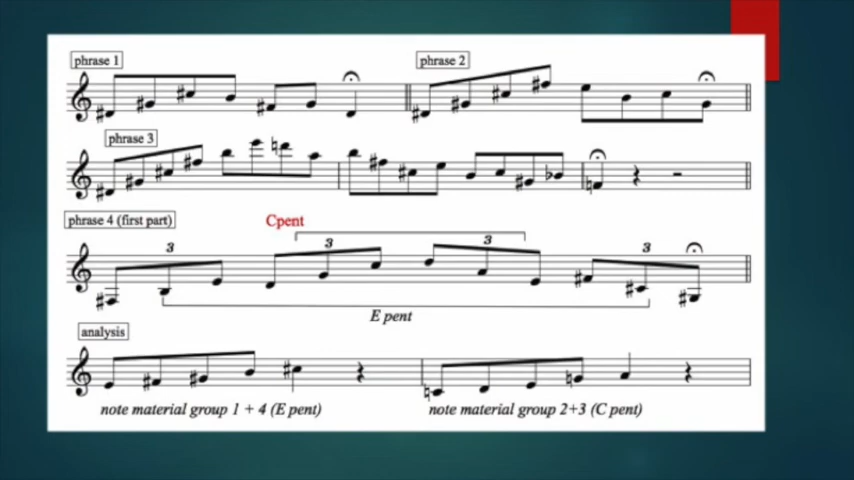 phrase 1
phrase 2
phrase 3
phrase 4 (first part)
Cpent
3
3
3
3
E pent
analysis
note material group 1 + 4 (E pent)
note material group 2+3 (C pent)